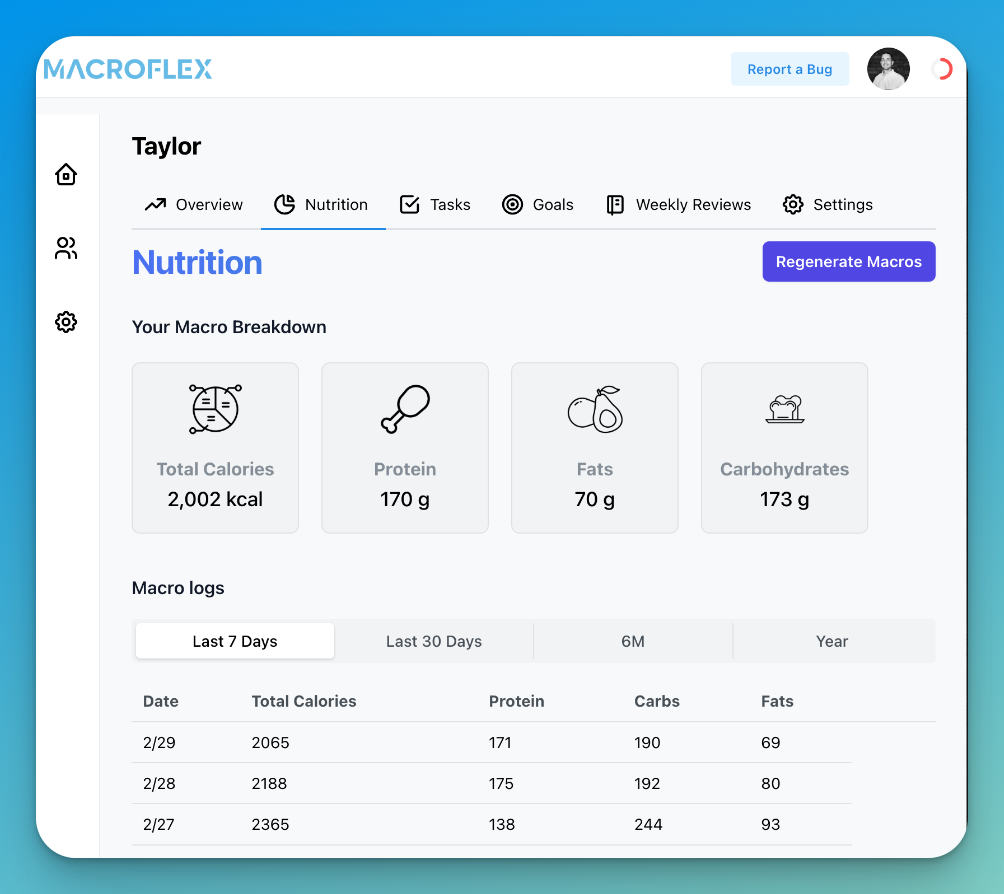 MACROFLEX
Report a Bug
Taylor
Overview Nutrition Tasks Goals Weekly Reviews Settings
Nutrition
Regenerate Macros
Your Macro Breakdown
Total Calories Protein Fats Carbohydrates
2,002 kcal 170 g 70 g 173 g
Macro logs
Last 7 Days Last 30 Days 6M Year
Date Total Calories Protein Carbs Fats
2/29 2065 171 190 69
2/28 2188 175 192 80
2/27 2365 138 244 93